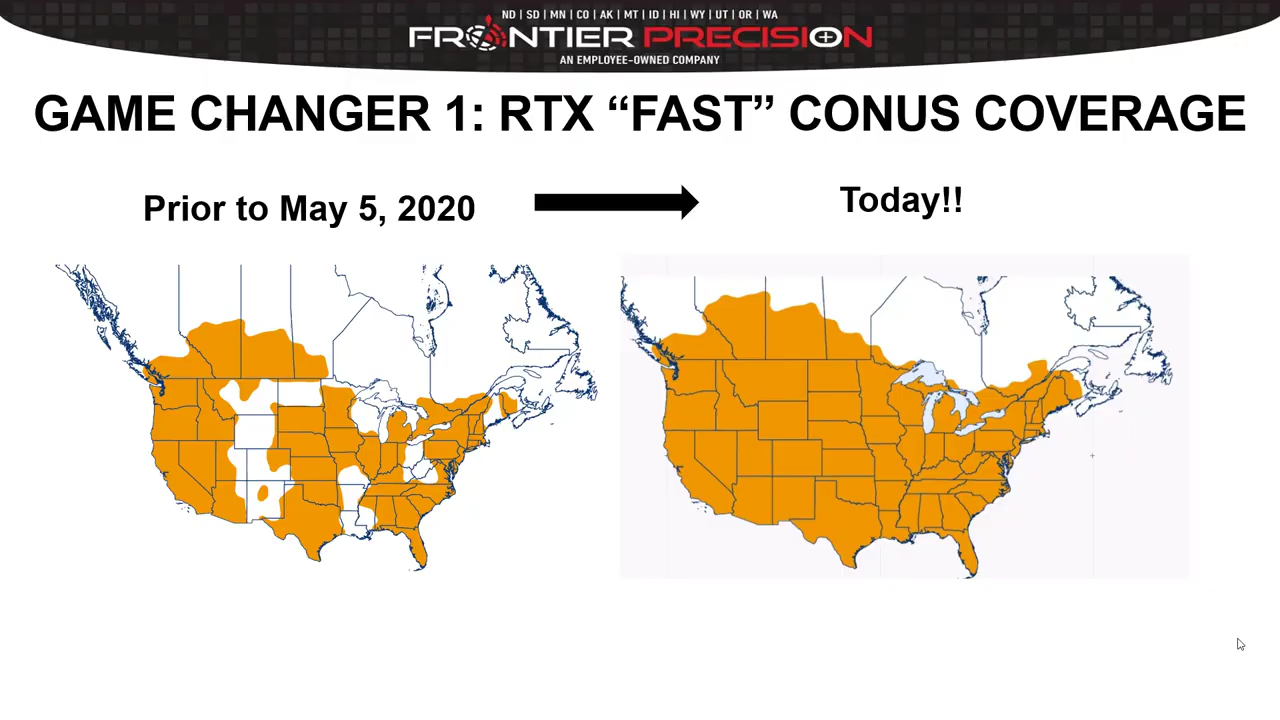 ND | SD | MN | CO | AK | MT | ID | HI | WY | UT | OR | WA
FRONTIER PRECISION
AN EMPLOYEE-OWNED COMPANY
GAME CHANGER 1: RTX “FAST” CONUS COVERAGE
Prior to May 5, 2020
Today!!